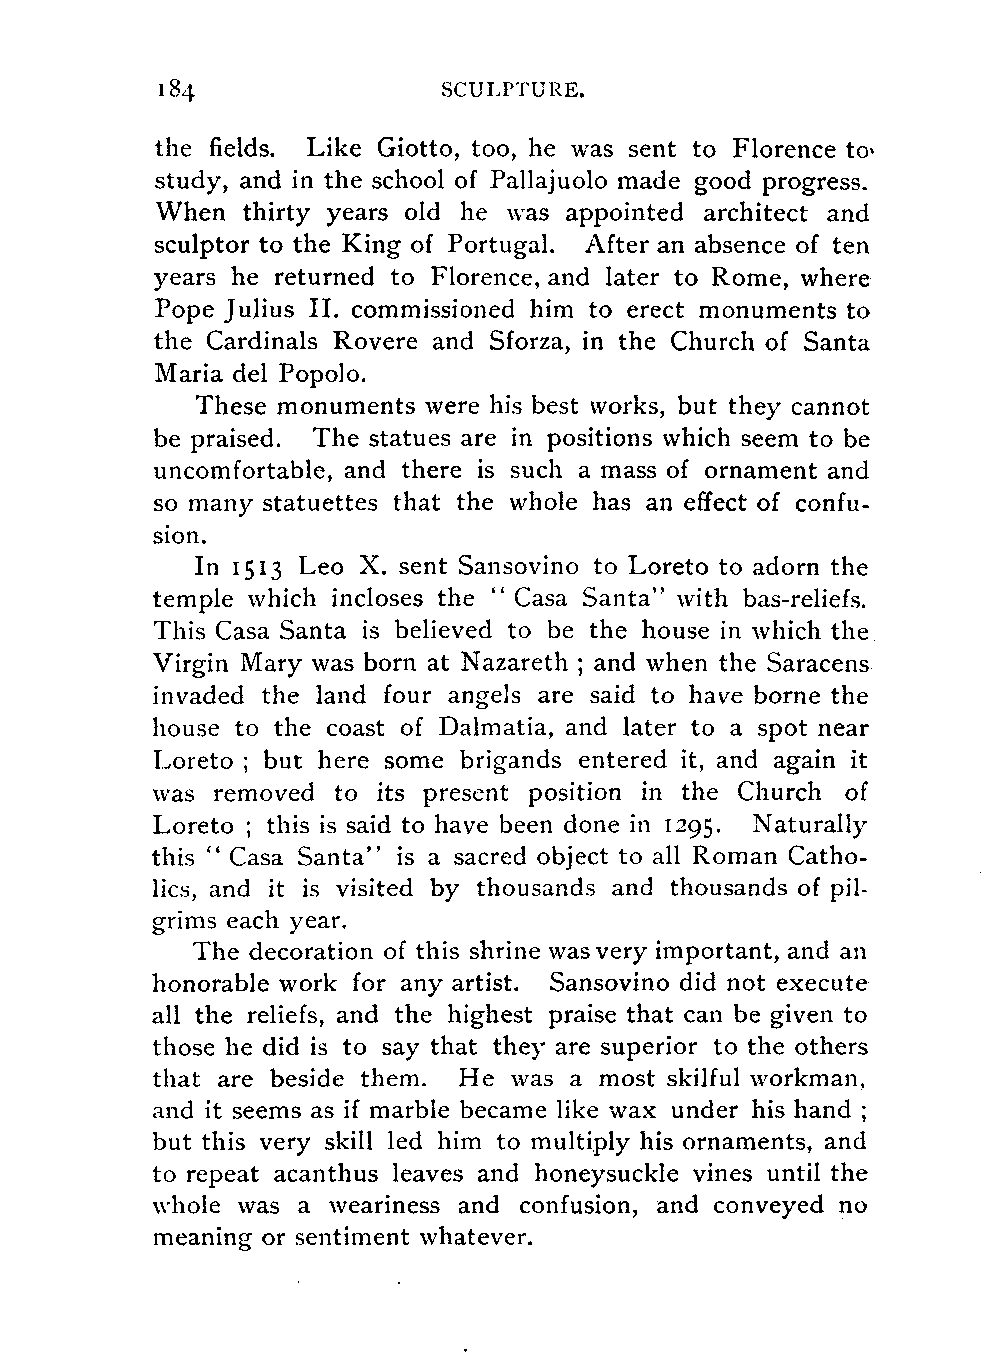 184 SCULPTURE.
the fields. Like Giotto, too, he was sent to Florence to
study, and in the school of Pallajuolo made good progress.
When thirty years old he was appointed architect and
sculptor to the King of Portugal. After an absence of ten
years he returned to Florence, and later to Rome, where
Pope Julius II. commissioned him to erect monuments to
the Cardinals Rovere and Sforza, in the Church of Santa
Maria del Popolo.
These monuments were his best works, but they cannot
be praised. The statues are in positions which seem to be
uncomfortable, and there is such a mass of ornament and
so many statuettes that the whole has an effect of confu-
sion.
In 1513 Leo X. sent Sansovino to Loreto to adorn the
temple which incloses the “Casa Santa” with bas-reliefs.
This Casa Santa is believed to be the house in which the
Virgin Mary was born at Nazareth ; and when the Saracens
invaded the land four angels are said to have borne the
house to the coast of Dalmatia, and later to a spot near
Loreto ; but here some brigands entered it, and again it
was removed to its present position in the Church of
Loreto ; this is said to have been done in 1295. Naturally
this “Casa Santa” is a sacred object to all Roman Catho-
lics, and it is visited by thousands and thousands of pil-
grims each year.
The decoration of this shrine was very important, and an
honorable work for any artist. Sansovino did not execute
all the reliefs, and the highest praise that can be given to
those he did is to say that they are superior to the others
that are beside them. He was a most skilful workman,
and it seems as if marble became like wax under his hand ;
but this very skill led him to multiply his ornaments, and
to repeat acanthus leaves and honeysuckle vines until the
whole was a weariness and confusion, and conveyed no
meaning or sentiment whatever.